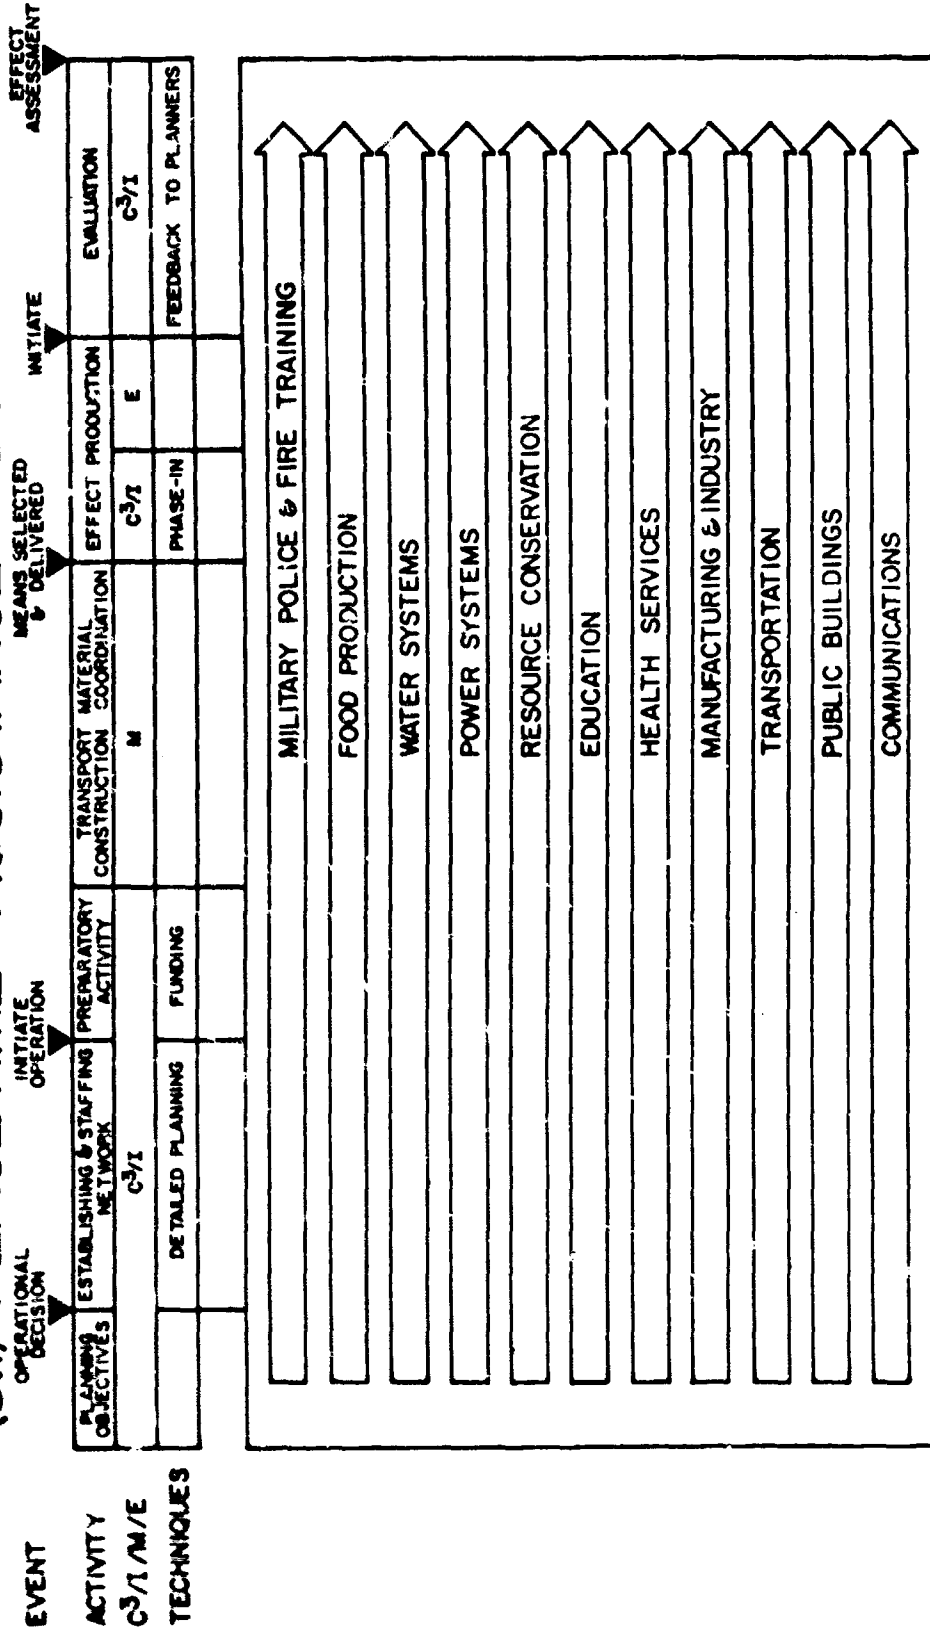 EVENT
OPERATIONAL
DECISION
INITIATE
OPERATION
MEANS SELECTED
& DELIVERED
INITIATE
EFFECT
ASSESSMENT
ACTIVITY
PLANNING
OBJECTIVES
ESTABLISHING & STAFFING
NETWORK
PREPARATORY
ACTIVITY
TRANSPORT MATERIAL
CONSTRUCTION COORDINATION
EFFECT PRODUCTION
EVALUATION
C³/I/M/E
C³/I
M
C³/I
E
C³/I
TECHNIQUES
DETAILED PLANNING
FUNDING
PHASE-IN
FEEDBACK TO PLANNERS
MILITARY POLICE & FIRE TRAINING
FOOD PRODUCTION
WATER SYSTEMS
POWER SYSTEMS
RESOURCE CONSERVATION
EDUCATION
HEALTH SERVICES
MANUFACTURING & INDUSTRY
TRANSPORTATION
PUBLIC BUILDINGS
COMMUNICATIONS